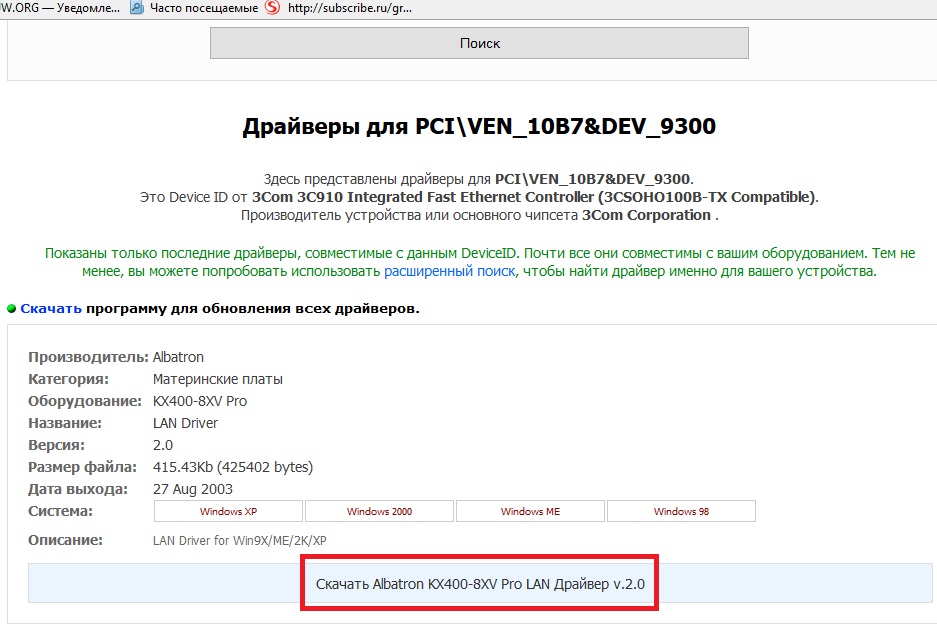 W.ORG — Уведомле... Часто посещаемые http://subscribe.ru/gr...
Поиск
Драйверы для PCI\VEN_10B7&DEV_9300
Здесь представлены драйверы для PCI\VEN_10B7&DEV_9300.
Это Device ID от 3Com 3C910 Integrated Fast Ethernet Controller (3CSOHO100B-TX Compatible).
Производитель устройства или основного чипсета 3Com Corporation .
Показаны только последние драйверы, совместимые с данным DeviceID. Почти все они совместимы с вашим оборудованием. Тем не
менее, вы можете попробовать использовать расширенный поиск, чтобы найти драйвер именно для вашего устройства.
Скачать программу для обновления всех драйверов.
Производитель: Albatron
Категория: Материнские платы
Оборудование: KX400-8XV Pro
Название: LAN Driver
Версия: 2.0
Размер файла: 415.43Kb (425402 bytes)
Дата выхода: 27 Aug 2003
Система: Windows XP Windows 2000 Windows ME Windows 98
Описание: LAN Driver for Win9X/ME/2K/XP
Скачать Albatron KX400-8XV Pro LAN Драйвер v.2.0